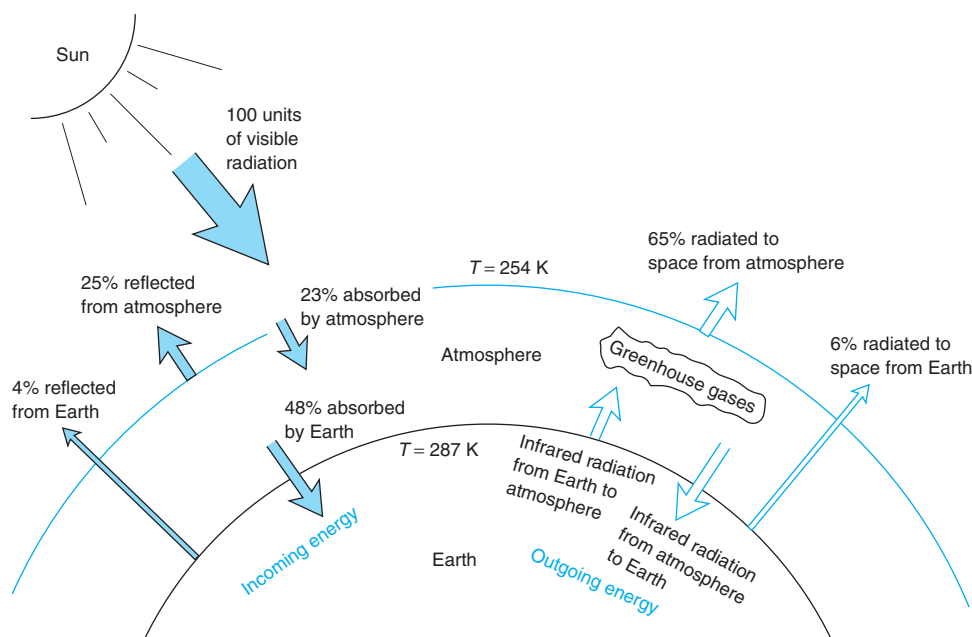 Sun
100 units
of visible
radiation
25% reflected
from atmosphere
T = 254 K
65% radiated to
space from atmosphere
23% absorbed
by atmosphere
Atmosphere
Greenhouse gases
6% radiated to
space from Earth
4% reflected
from Earth
48% absorbed
by Earth
T = 287 K
Infrared radiation
from Earth to
atmosphere
Infrared radiation
from atmosphere
to Earth
Incoming energy
Earth
Outgoing energy